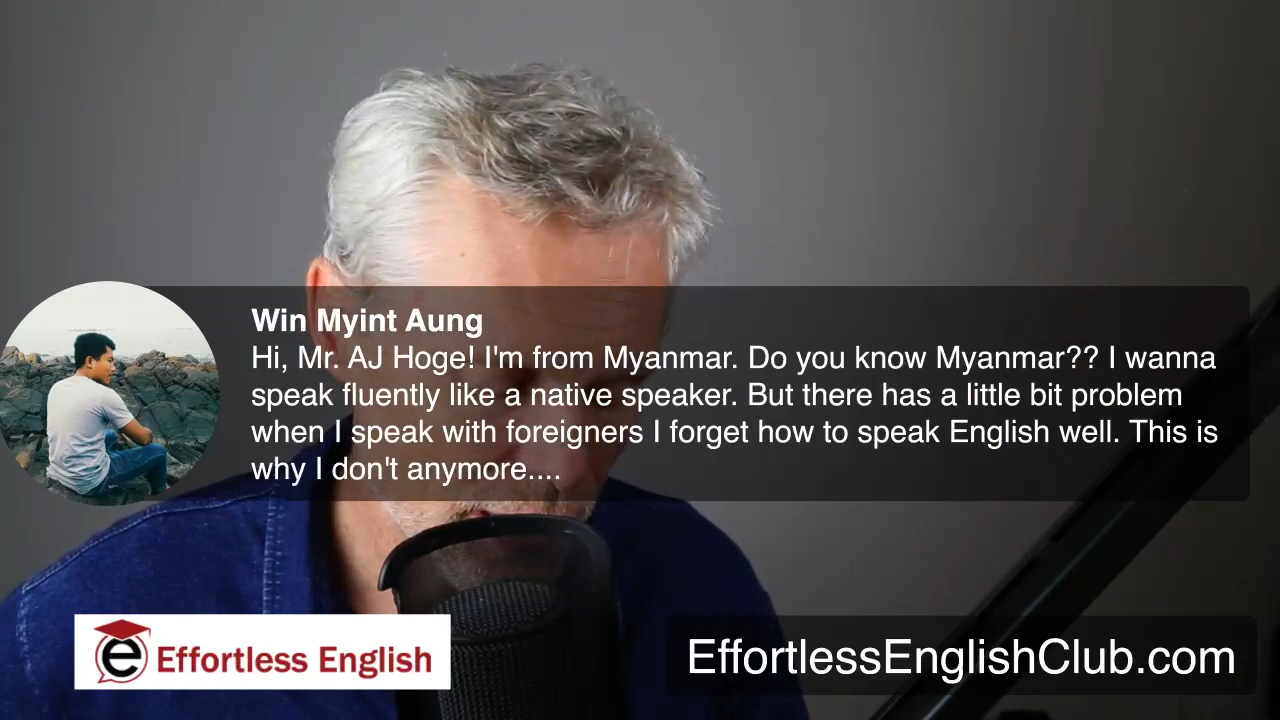 Win Myint Aung
Hi, Mr. AJ Hoge! I'm from Myanmar. Do you know Myanmar?? I wanna
speak fluently like a native speaker. But there has a little bit problem
when I speak with foreigners I forget how to speak English well. This is
why I don't anymore....
e Effortless English
EffortlessEnglishClub.com